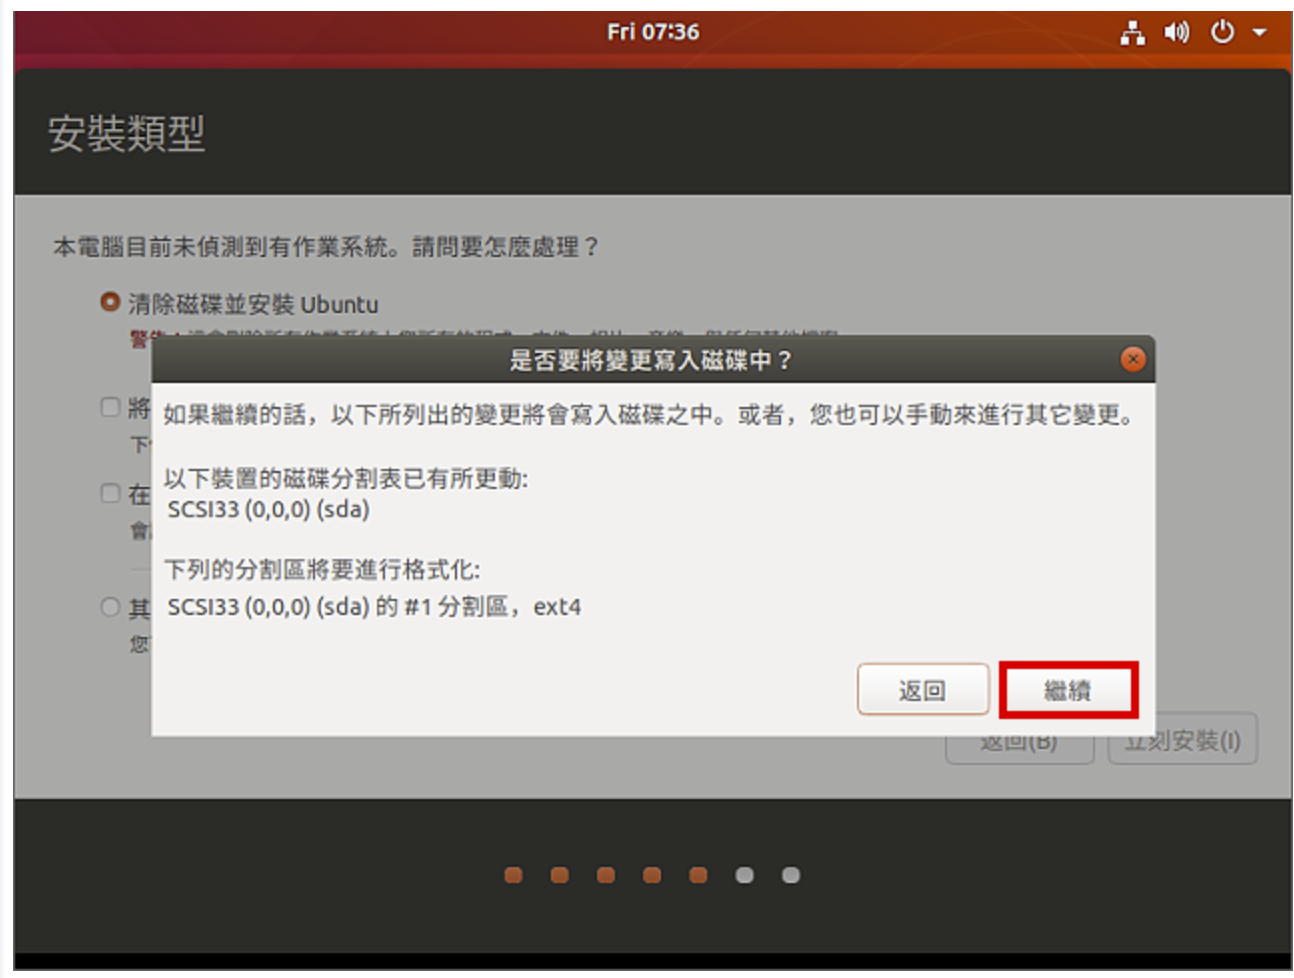 Fri 07:36
安裝類型
本電腦目前未偵測到有作業系統。請問要怎麼處理？
清除磁碟並安裝 Ubuntu
是否要將變更寫入磁碟中？
將
如果繼續的話，以下所列出的變更將會寫入磁碟之中。或者，您也可以手動來進行其它變更。
下
以下裝置的磁碟分割表已有所更動:
在
SCSI33 (0,0,0) (sda)
會
下列的分割區將要進行格式化:
其
SCSI33 (0,0,0) (sda) 的 #1 分割區，ext4
您
返回
繼續
返回(B)
立刻安裝(I)